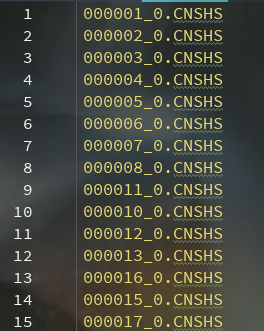 1 000001_0.CNSHS
2 000002_0.CNSHS
3 000003_0.CNSHS
4 000004_0.CNSHS
5 000005_0.CNSHS
6 000006_0.CNSHS
7 000007_0.CNSHS
8 000008_0.CNSHS
9 000011_0.CNSHS
10 000010_0.CNSHS
11 000012_0.CNSHS
12 000013_0.CNSHS
13 000016_0.CNSHS
14 000015_0.CNSHS
15 000017_0.CNSHS